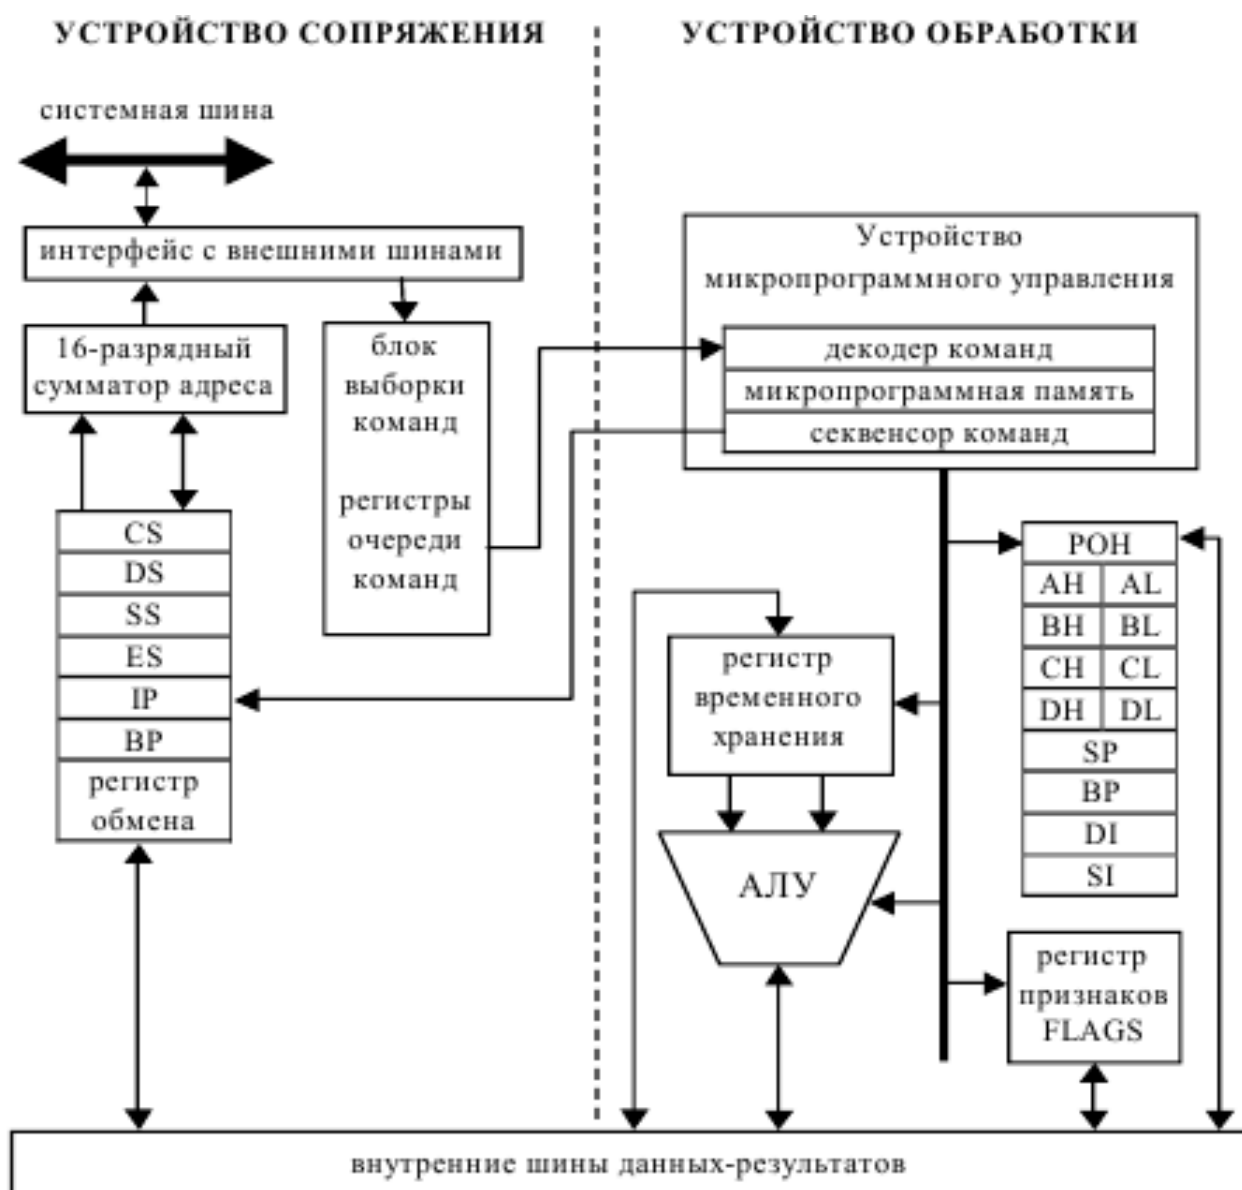 УСТРОЙСТВО СОПРЯЖЕНИЯ
УСТРОЙСТВО ОБРАБОТКИ
системная шина
интерфейс с внешними шинами
16-разрядный
сумматор адреса
блок
выборки
команд
регистры
очереди
команд
CS
DS
SS
ES
IP
BP
регистр
обмена
Устройство
микропрограммного управления
декодер команд
микропрограммная память
секвенсор команд
РОН
AH AL
BH BL
CH CL
DH DL
SP
BP
DI
SI
регистр
временного
хранения
АЛУ
регистр
признаков
FLAGS
внутренние шины данных-результатов